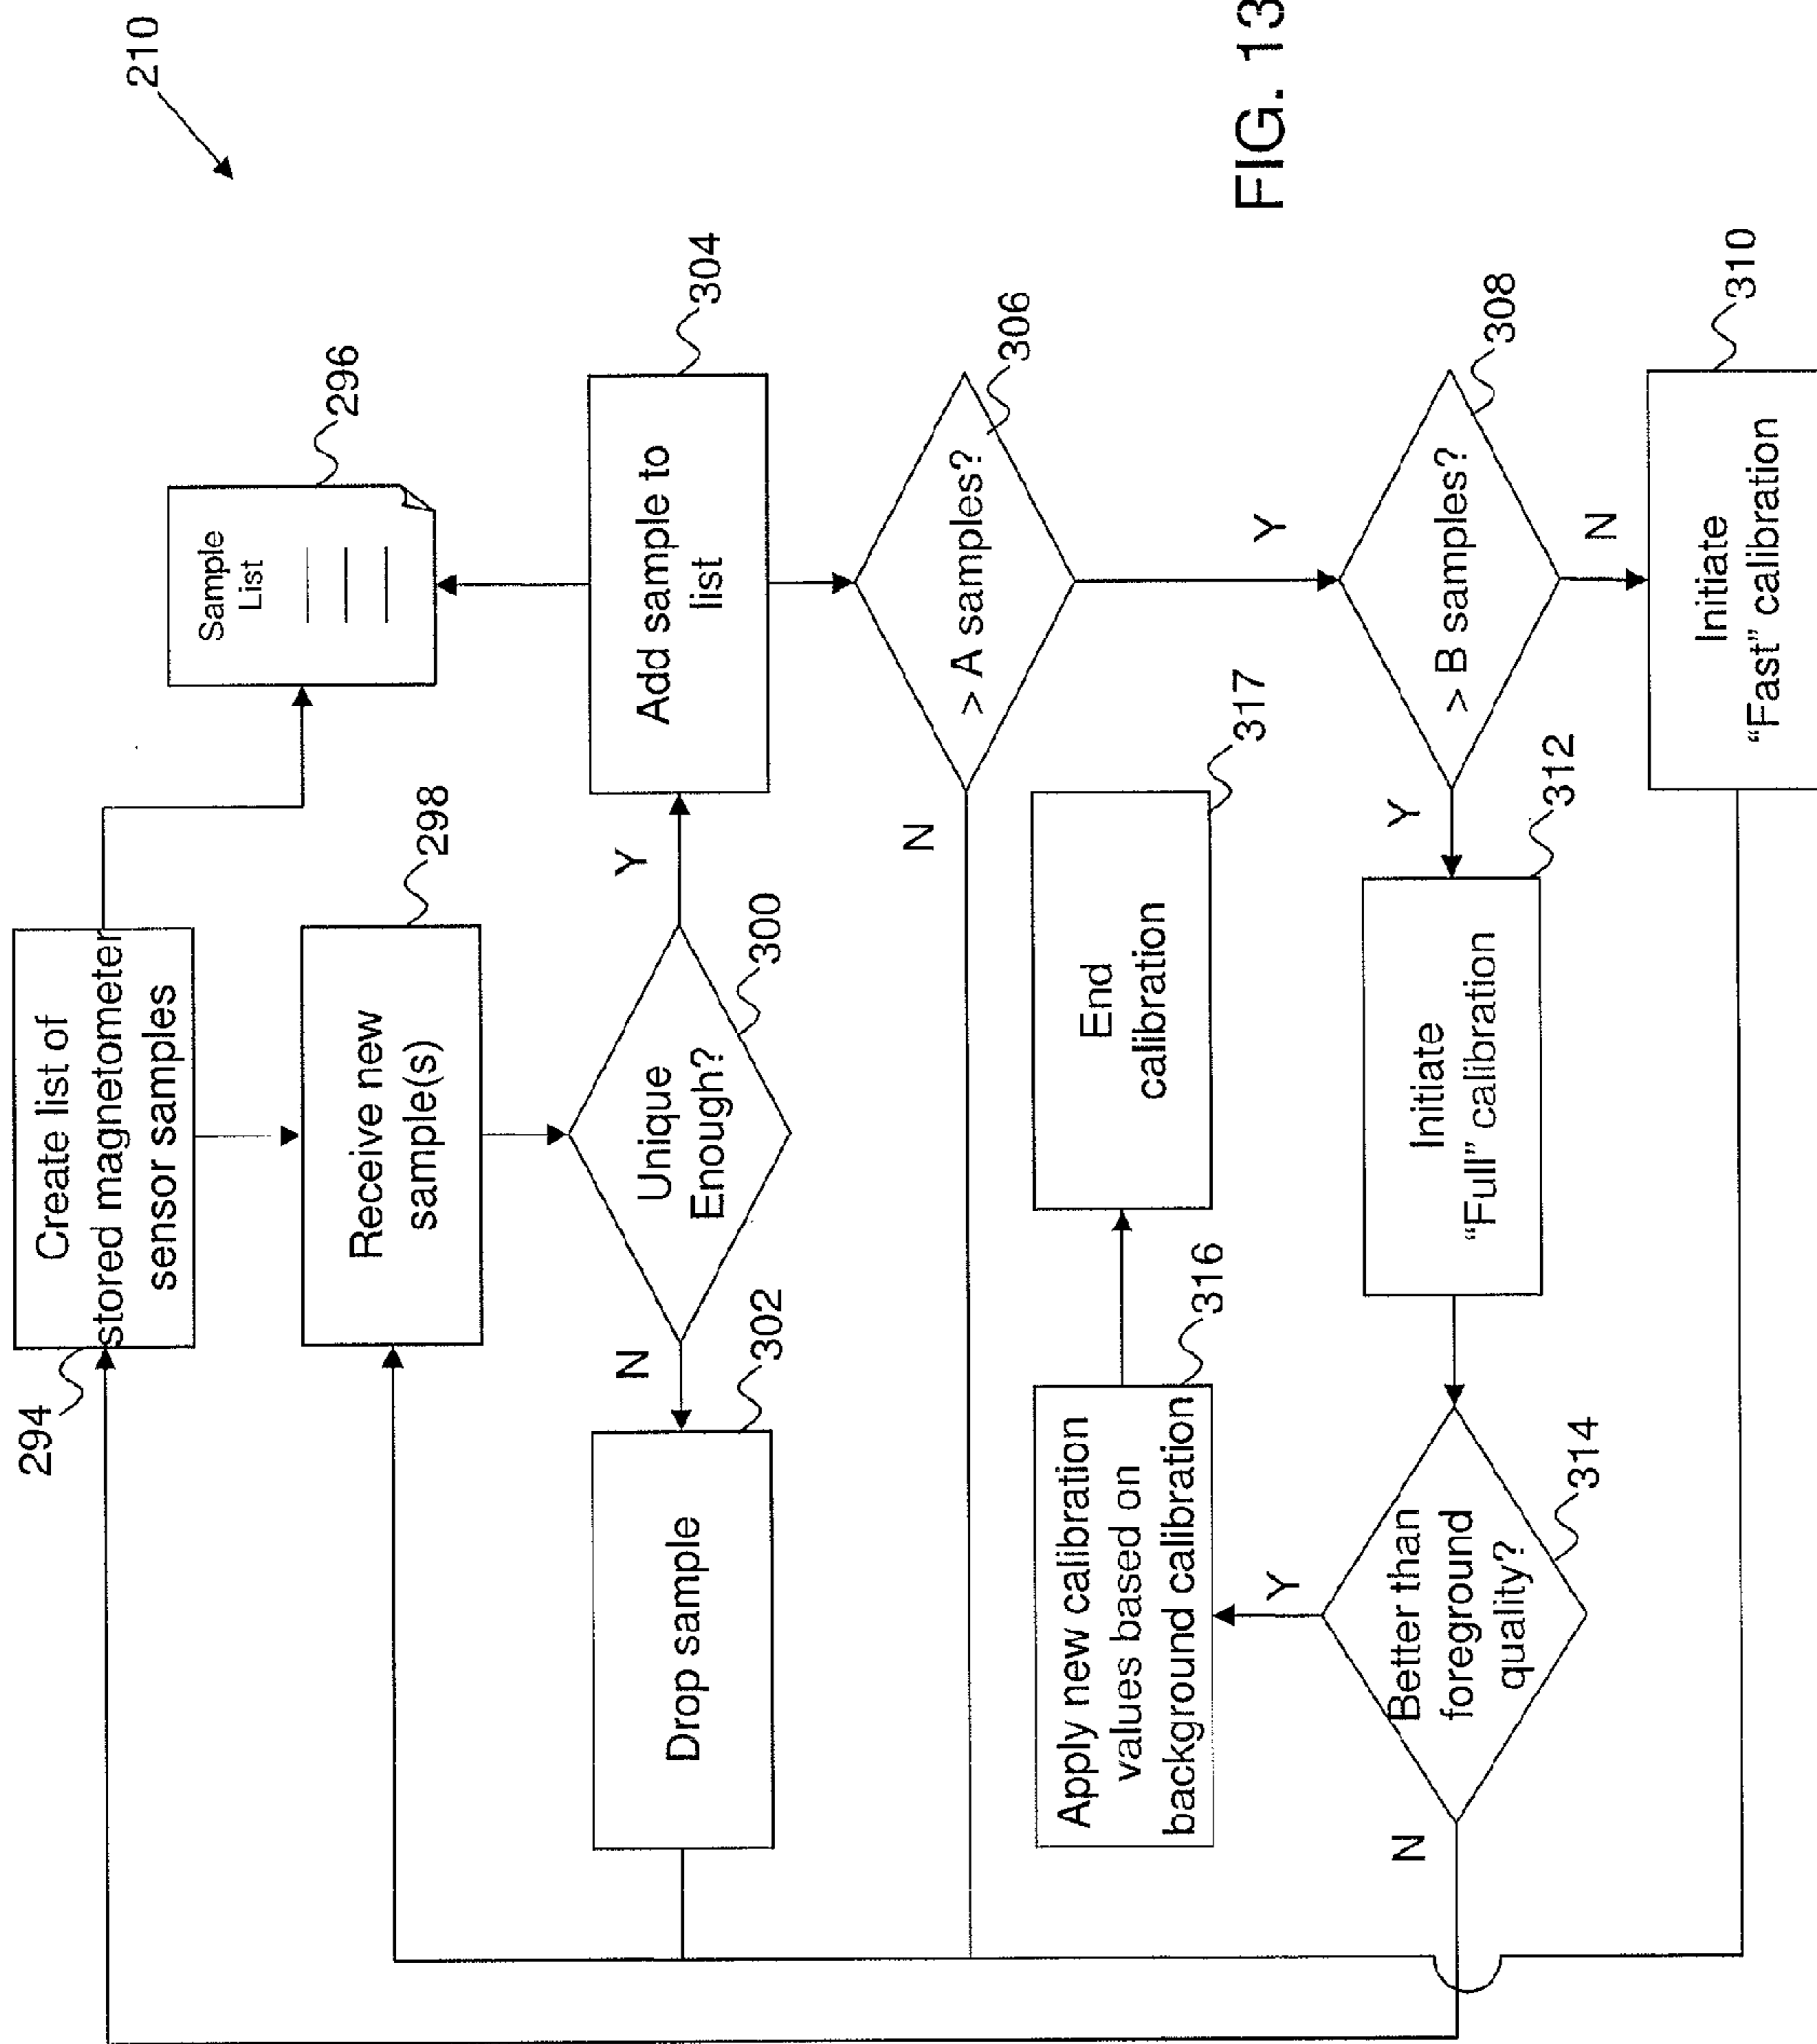 210
294
Create list of
stored magnetometer
sensor samples
Sample
List
296
Receive new
sample(s)
298
Unique
Enough?
300
N
Y
Drop sample
302
Add sample to
list
304
> A samples?
306
N
Y
> B samples?
308
Y
N
Initiate
“Fast” calibration
310
Initiate
“Full” calibration
312
Better than
foreground
quality?
314
Y
N
Apply new calibration
values based on
background calibration
316
End
calibration
317
FIG. 13